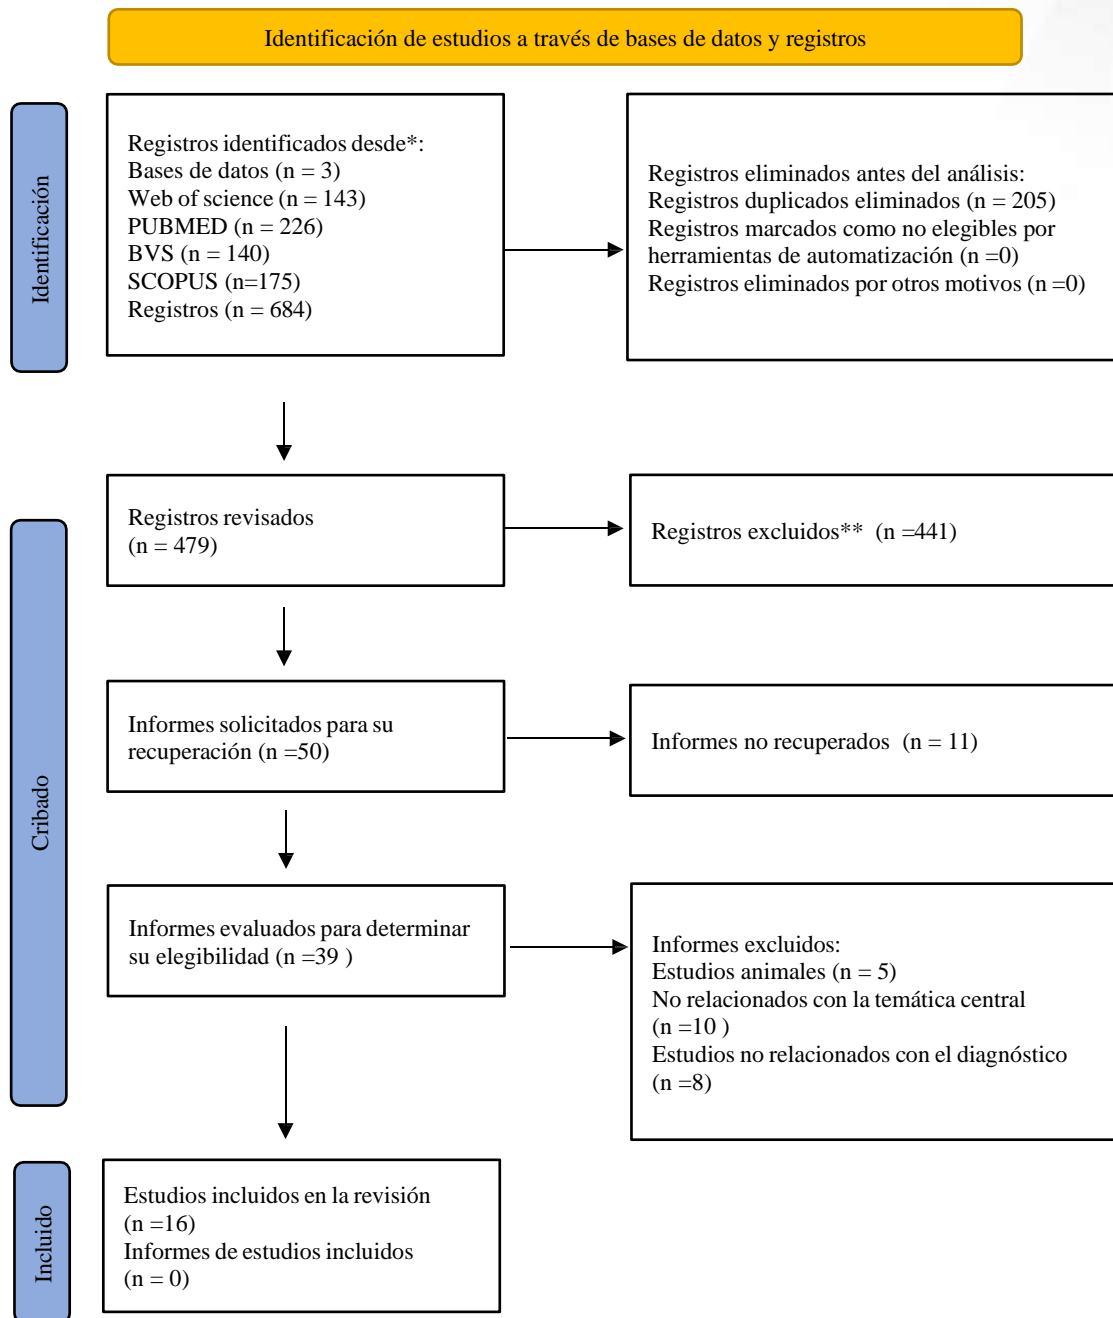 Identificación de estudios a través de bases de datos y registros
Identificación
Registros identificados desde*:
Bases de datos (n = 3)
Web of science (n = 143)
PUBMED (n = 226)
BVS (n = 140)
SCOPUS (n=175)
Registros (n = 684)
Registros eliminados antes del análisis:
Registros duplicados eliminados (n = 205)
Registros marcados como no elegibles por
herramientas de automatización (n =0)
Registros eliminados por otros motivos (n =0)
Cribado
Registros revisados
(n = 479)
Registros excluidos** (n =441)
Informes solicitados para su
recuperación (n =50)
Informes no recuperados (n = 11)
Informes evaluados para determinar
su elegibilidad (n =39 )
Informes excluidos:
Estudios animales (n = 5)
No relacionados con la temática central
(n =10 )
Estudios no relacionados con el diagnóstico
(n =8)
Incluido
Estudios incluidos en la revisión
(n =16)
Informes de estudios incluidos
(n = 0)